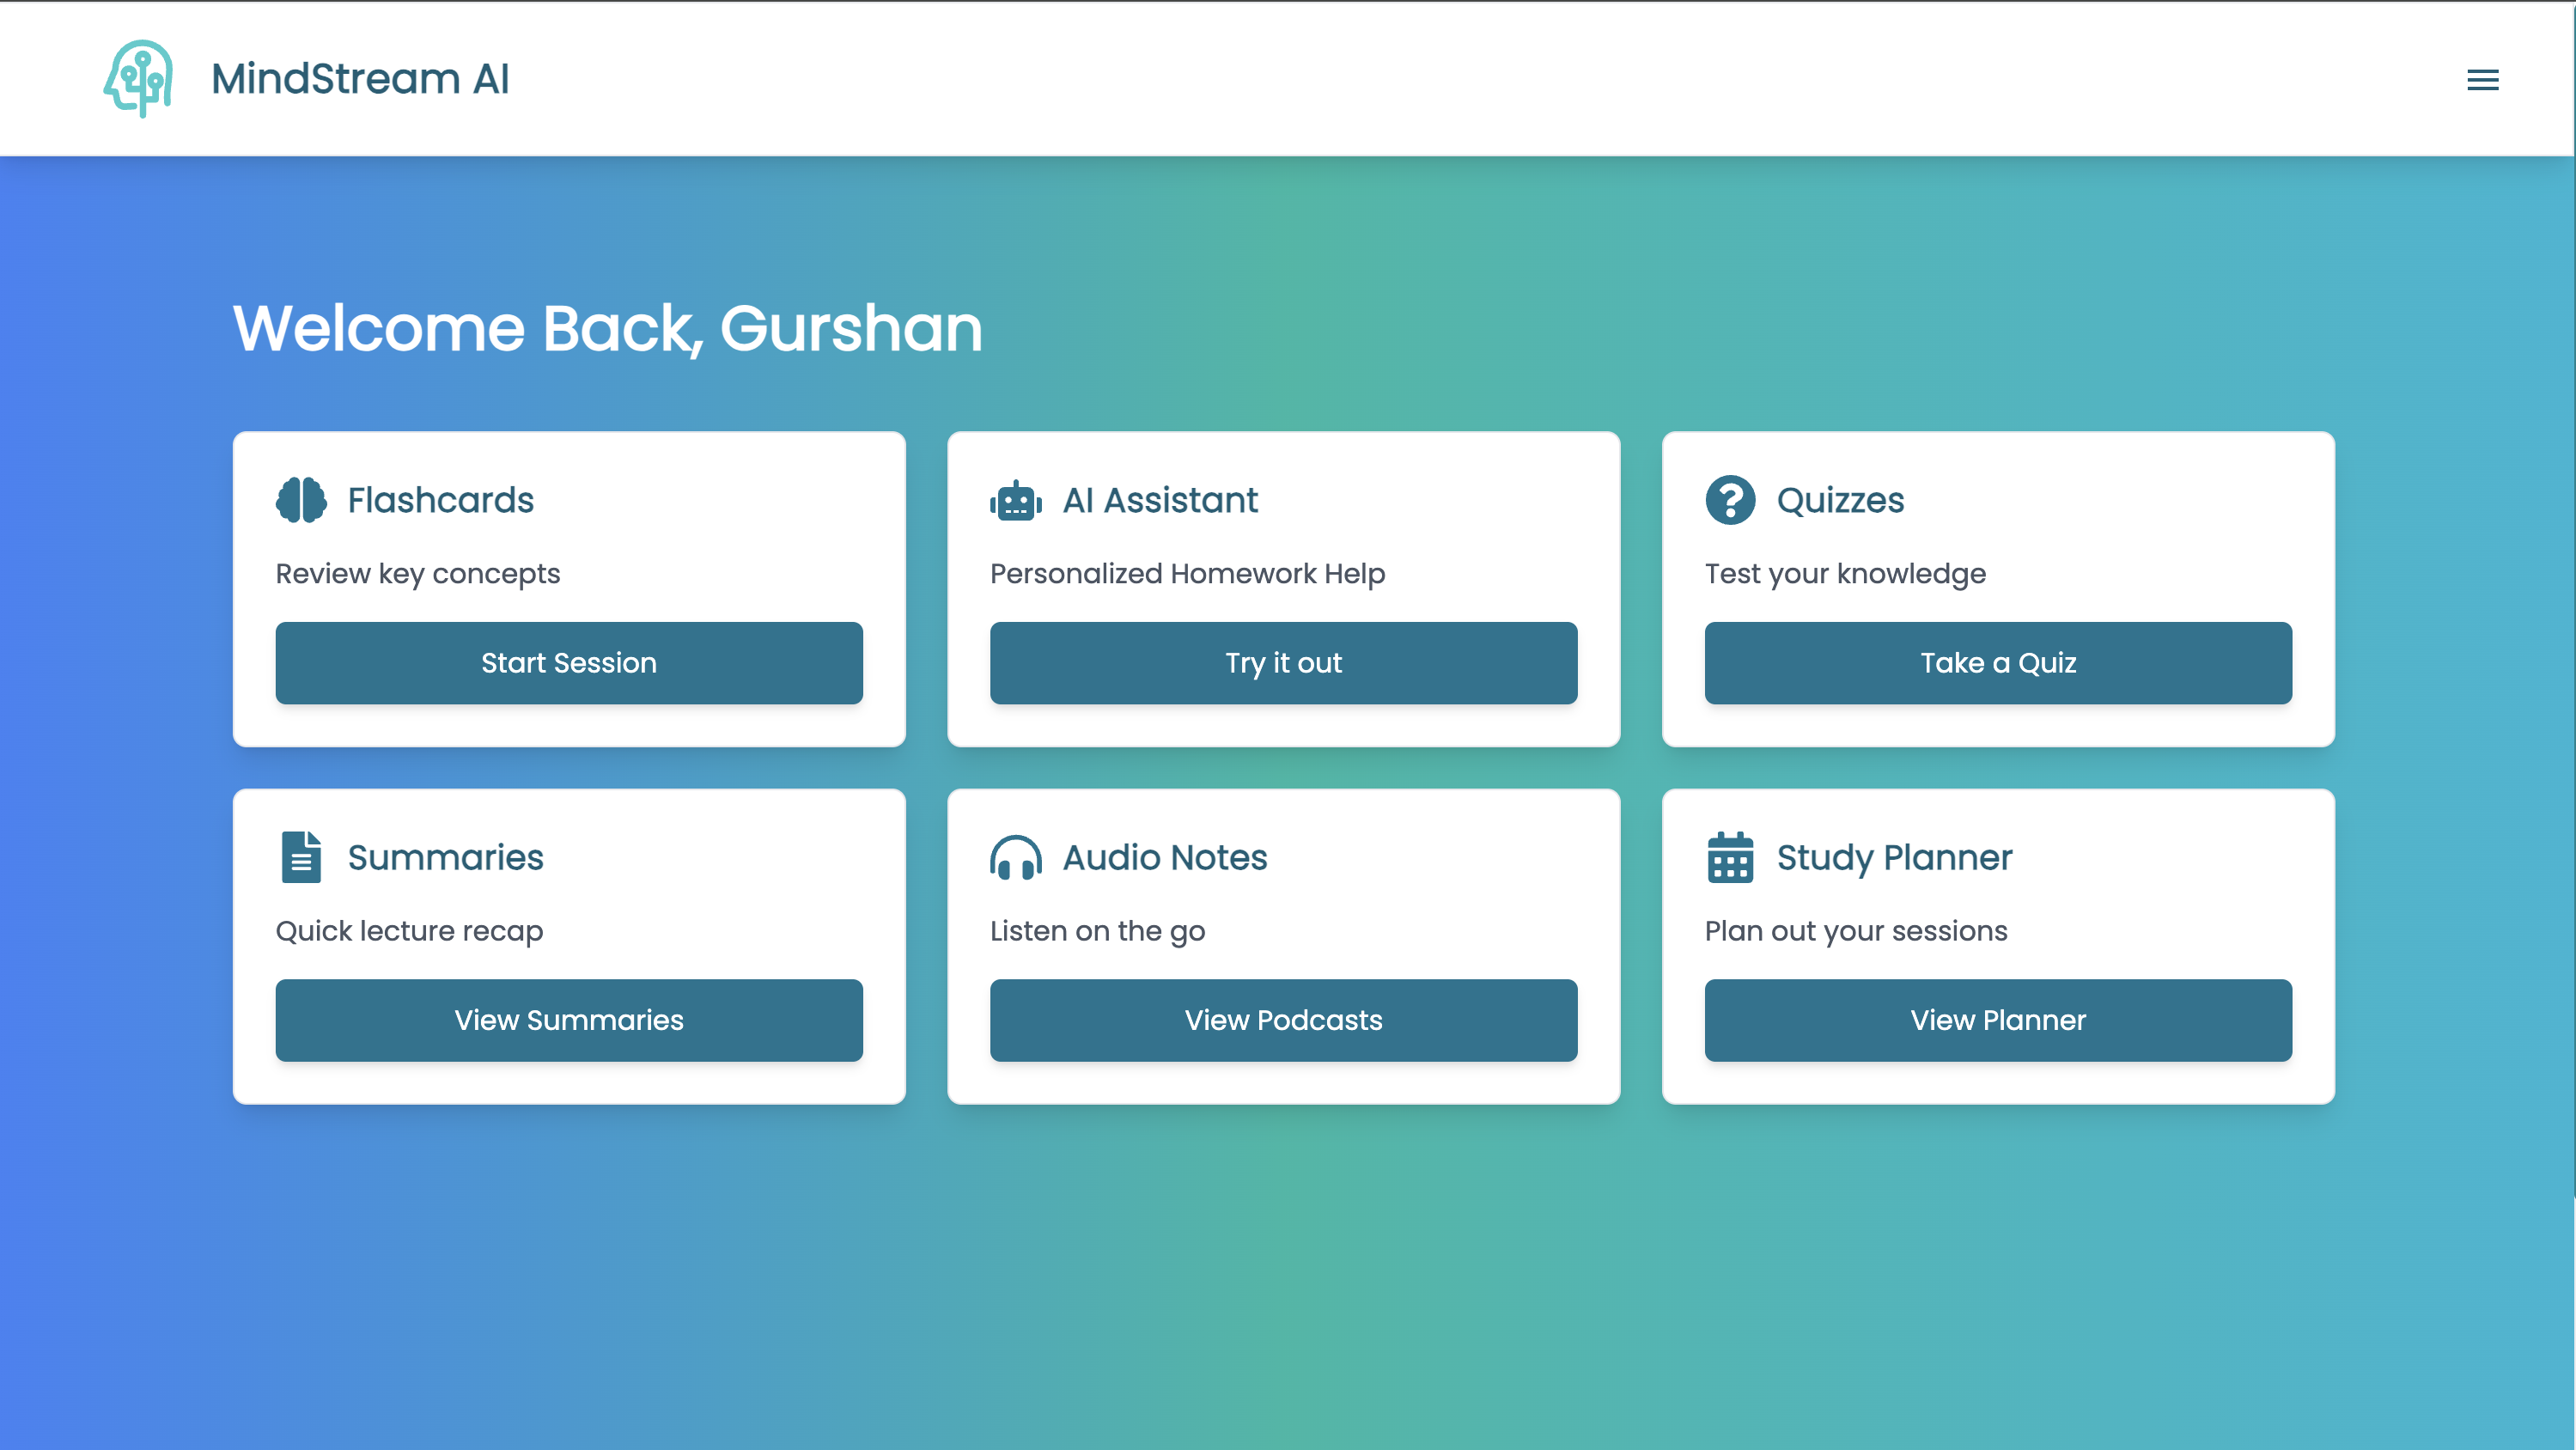 MindStream AI
Welcome Back, Gurshan
Flashcards
Review key concepts
Start Session
AI Assistant
Personalized Homework Help
Try it out
Quizzes
Test your knowledge
Take a Quiz
Summaries
Quick lecture recap
View Summaries
Audio Notes
Listen on the go
View Podcasts
Study Planner
Plan out your sessions
View Planner